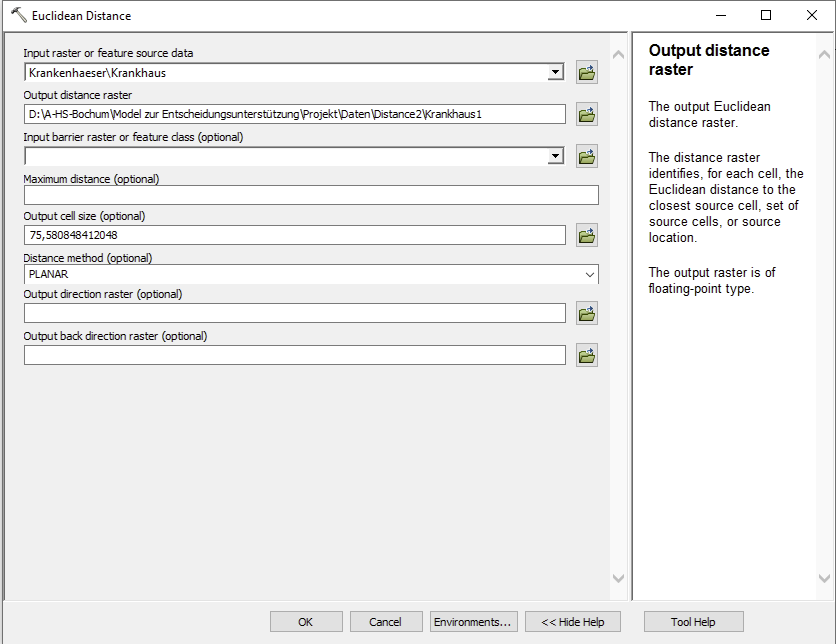 Euclidean Distance
Input raster or feature source data
Krankenhaeser\Krankhaus
Output distance raster
D:\A-HS-Bochum\Model zur Entscheidungsunterstützung\Projekt\Daten\Distance2\Krankhaus1
Input barrier raster or feature class (optional)
Maximum distance (optional)
Output cell size (optional)
75,580848412048
Distance method (optional)
PLANAR
Output direction raster (optional)
Output back direction raster (optional)
OK
Cancel
Environments...
<< Hide Help
Output distance
raster
The output Euclidean
distance raster.
The distance raster
identifies, for each cell, the
Euclidean distance to the
closest source cell, set of
source cells, or source
location.
The output raster is of
floating-point type.
Tool Help